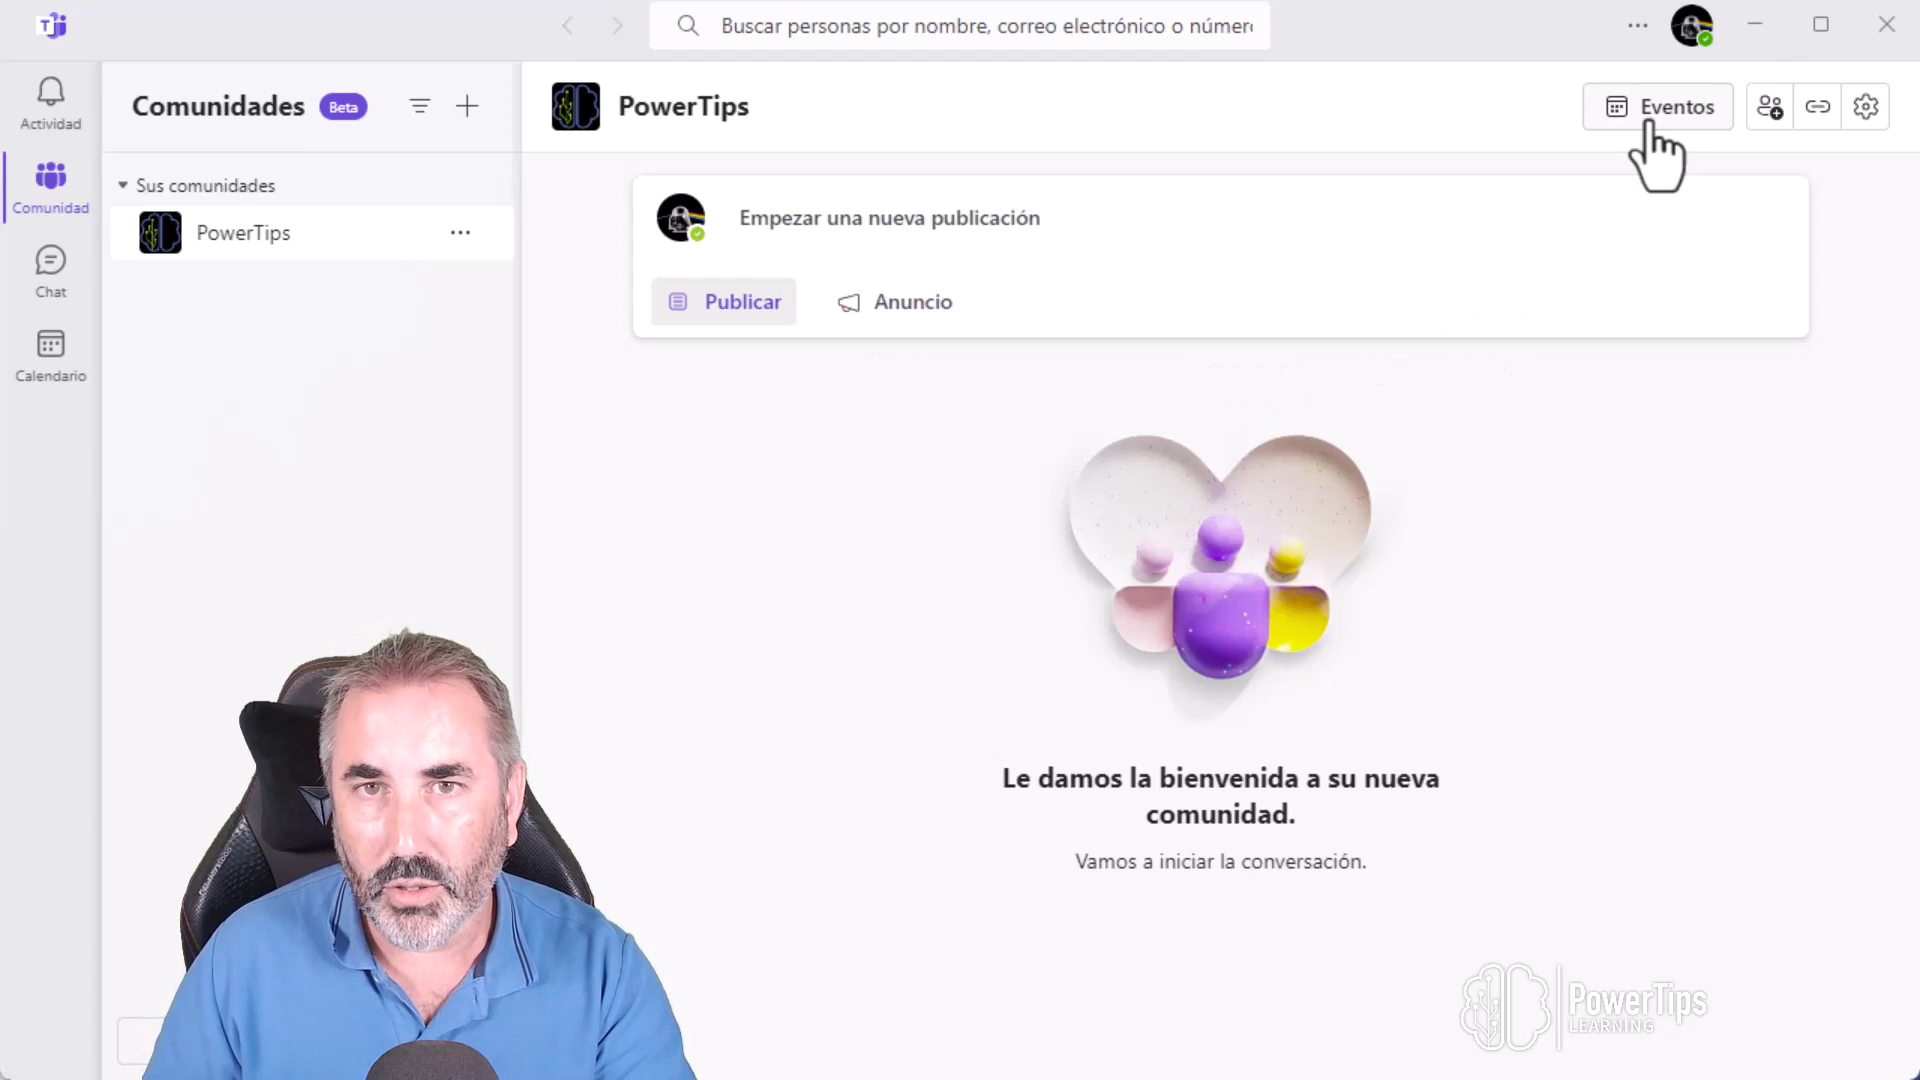 Buscar personas por nombre, correo electrónico o número
Actividad
Comunidad
Chat
Calendario
Comunidades Beta
Sus comunidades
PowerTips
PowerTips
Eventos
Empezar una nueva publicación
Publicar
Anuncio
Le damos la bienvenida a su nueva
comunidad.
Vamos a iniciar la conversación.
PowerTips
LEARNING